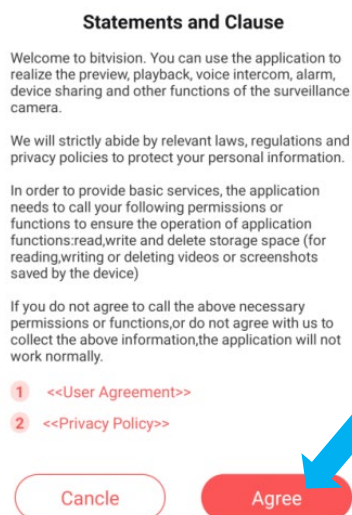 Statements and Clause
Welcome to bitvision. You can use the application to
realize the preview, playback, voice intercom, alarm,
device sharing and other functions of the surveillance
camera.
We will strictly abide by relevant laws, regulations and
privacy policies to protect your personal information.
In order to provide basic services, the application
needs to call your following permissions or
functions to ensure the operation of application
functions:read,write and delete storage space (for
reading,writing or deleting videos or screenshots
saved by the device)
If you do not agree to call the above necessary
permissions or functions,or do not agree with us to
collect the above information,the application will not
work normally.
1 <<User Agreement>>
2 <<Privacy Policy>>
Cancle Agree